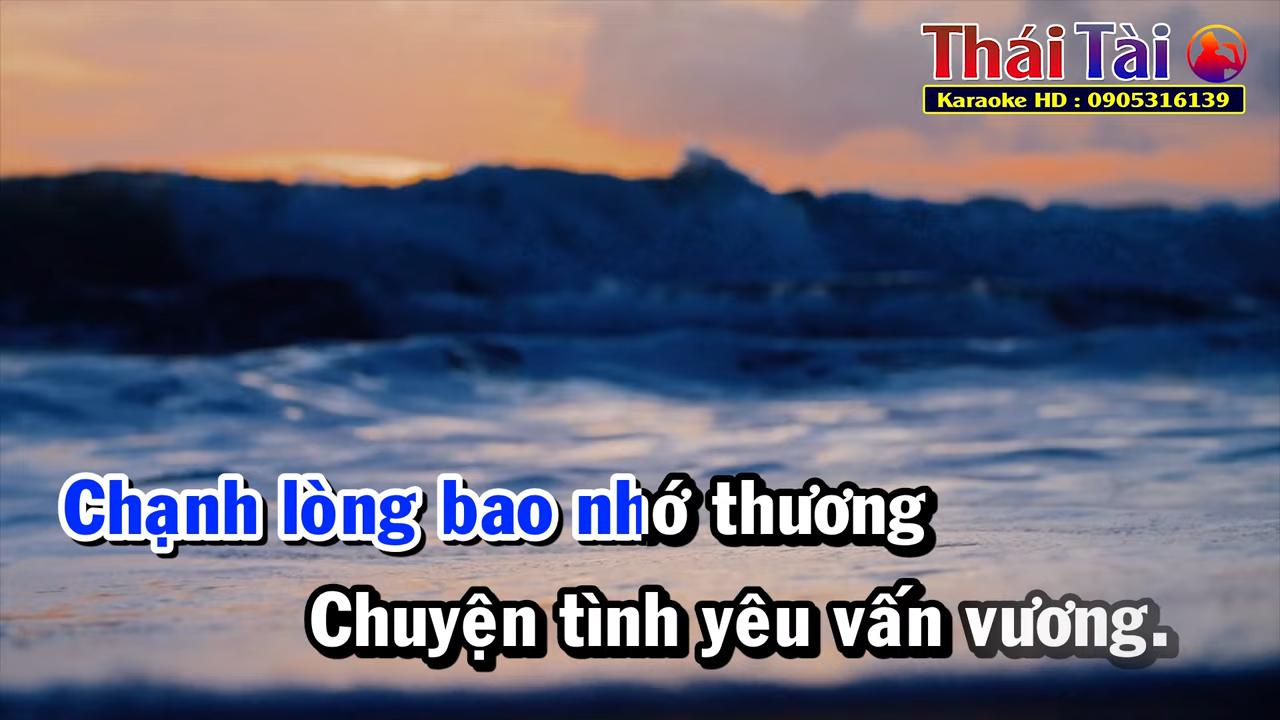 Thái Tài
Karaoke HD : 0905316139
Chạnh lòng bao nhớ thương
Chuyện tình yêu vấn vương.